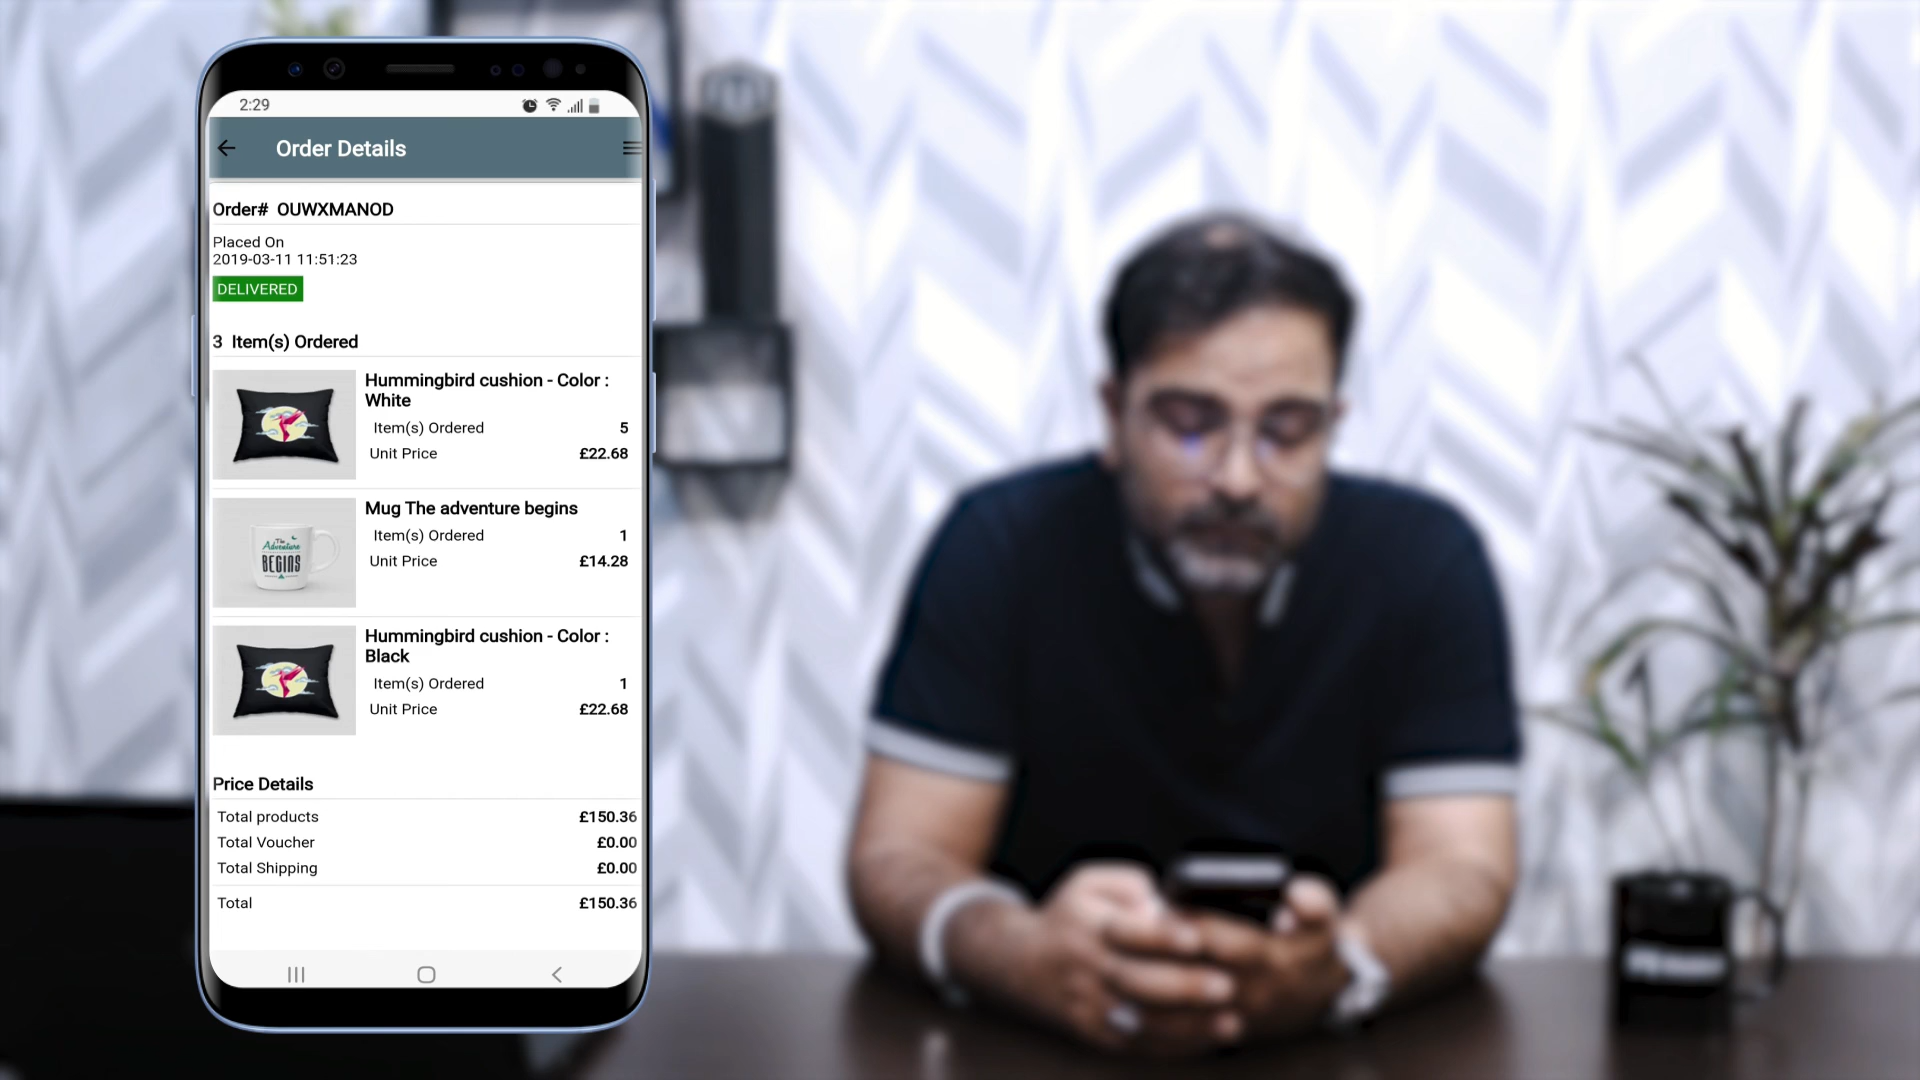 2:29
Order Details
Order# OUWXMANOD
Placed On
2019-03-11 11:51:23
DELIVERED
3 Item(s) Ordered
Hummingbird cushion - Color :
White
Item(s) Ordered 5
Unit Price £22.68
Mug The adventure begins
Item(s) Ordered 1
Unit Price £14.28
The
Adventure
BEGINS
Hummingbird cushion - Color :
Black
Item(s) Ordered 1
Unit Price £22.68
Price Details
Total products £150.36
Total Voucher £0.00
Total Shipping £0.00
Total £150.36